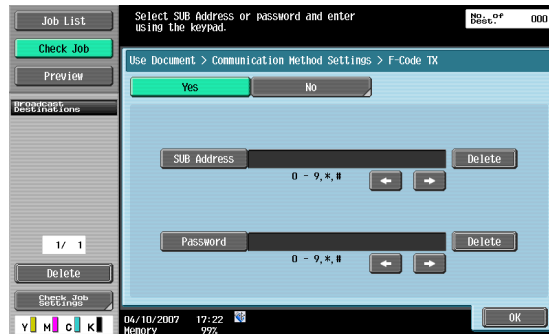 Job List
Check Job
Preview
Broadcast
Destinations
1/ 1
Delete
Check Job
Settings
Y M C K
Select SUB Address or password and enter
using the keypad.
No. of
Dest.
000
Use Document > Communication Method Settings > F-Code TX
Yes
No
SUB Address
Delete
0 - 9,*,#
← →
Password
Delete
0 - 9,*,#
← →
04/10/2007 17:22
Memory 99%
OK